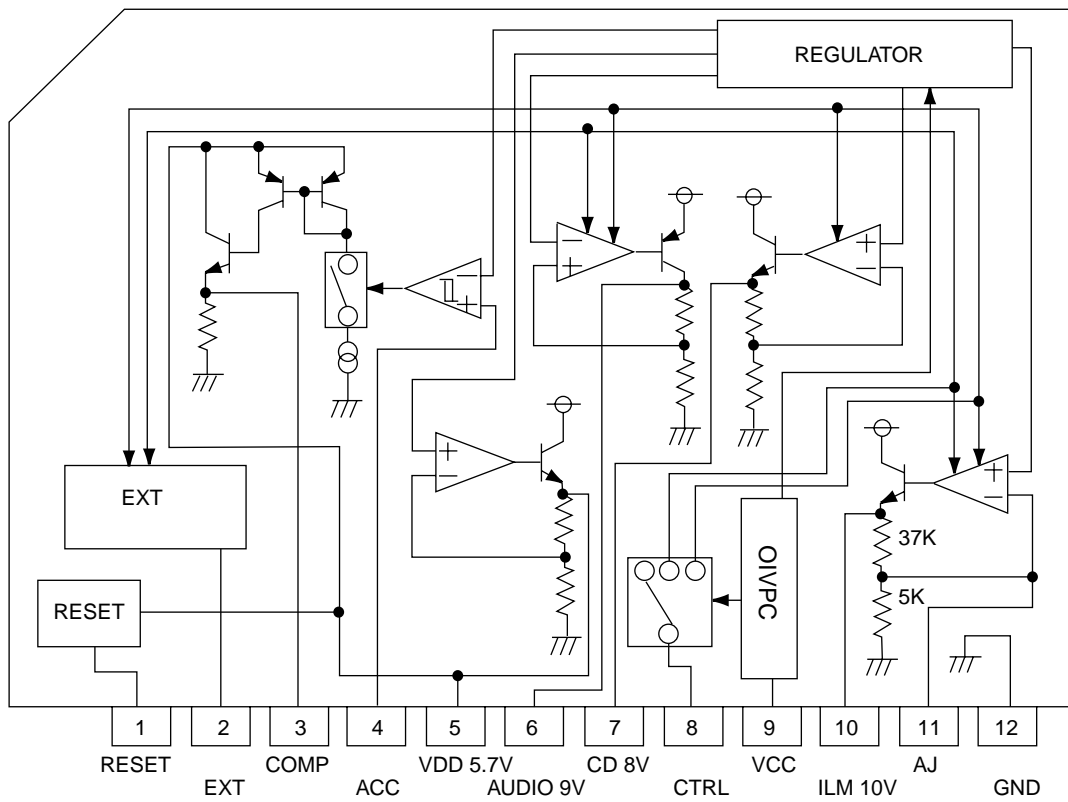 REGULATOR
−
+
+
−
−
+
+
−
+
−
EXT
37K
OIVPC
RESET
5K
1
2
3
4
5
6
7
8
9
10
11
12
RESET
COMP
VDD 5.7V
CD 8V
VCC
AJ
EXT
ACC
AUDIO 9V
CTRL
ILM 10V
GND